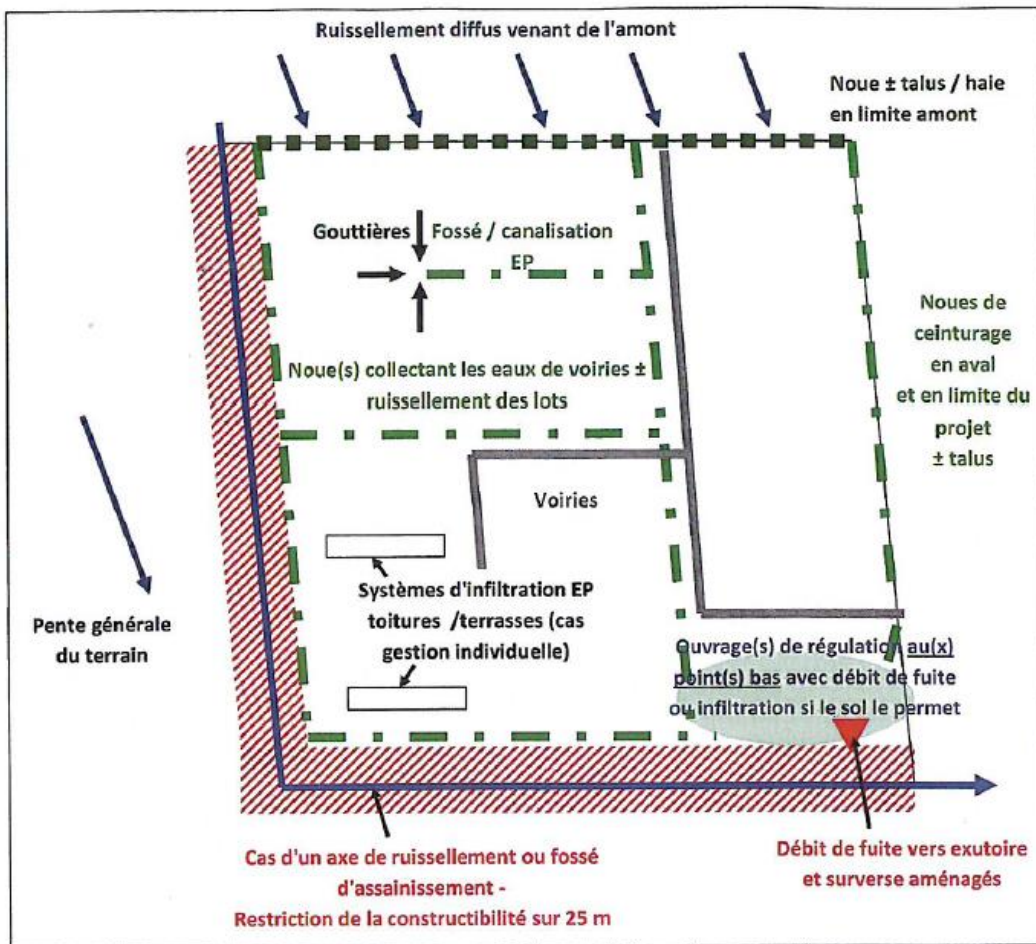 Ruissellement diffus venant de l'amont
Noue ± talus / haie
en limite amont
Gouttières
Fossé / canalisation
EP
Noue(s) collectant les eaux de voiries ±
ruissellement des lots
Noues de
ceinturage
en aval
et en limite du
projet
± talus
Voiries
Systèmes d'infiltration EP
toitures /terrasses (cas
gestion individuelle)
Pente générale
du terrain
Ouvrage(s) de régulation au(x)
point(s) bas avec débit de fuite
ou infiltration si le sol le permet
Cas d'un axe de ruissellement ou fossé
d'assainissement -
Restriction de la constructibilité sur 25 m
Débit de fuite vers exutoire
et surverse aménagés